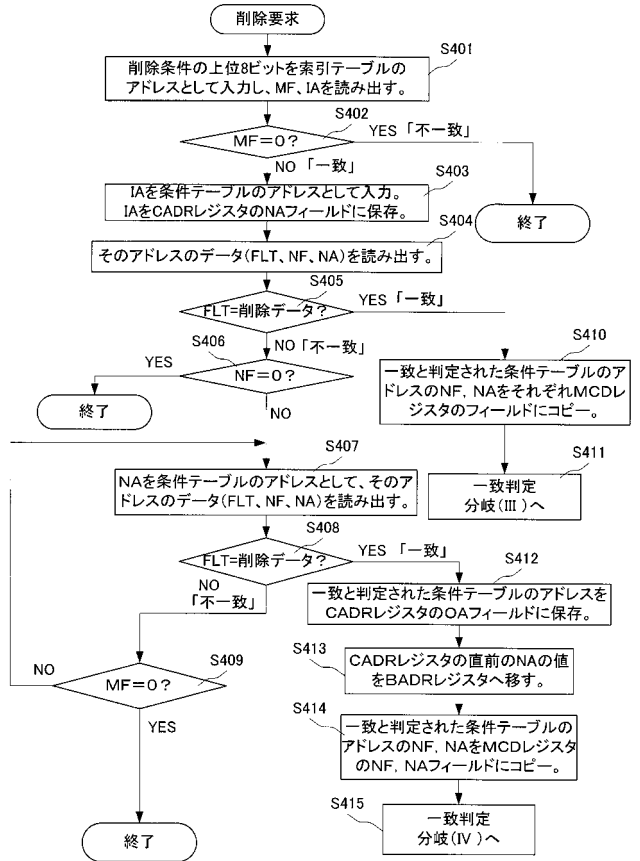 削除要求
S401
削除条件の上位8ビットを索引テーブルの
アドレスとして入力し、MF、IAを読み出す。
S402
MF=0?
YES「不一致」
NO「一致」
S403
IAを条件テーブルのアドレスとして入力。
IAをCADRレジスタのNAフィールドに保存。
終了
S404
そのアドレスのデータ(FLT、NF、NA)を読み出す。
S405
FLT=削除データ?
YES「一致」
NO「不一致」
S406
YES
NF=0?
NO
終了
S410
一致と判定された条件テーブルのア
ドレスのNF, NAをそれぞれMCDレ
ジスタのフィールドにコピー。
S411
一致判定
分岐(III)へ
S407
NAを条件テーブルのアドレスとして、そのア
ドレスのデータ(FLT、NF、NA)を読み出す。
S408
FLT=削除データ?
YES「一致」
NO
「不一致」
S412
一致と判定された条件テーブルのアドレスを
CADRレジスタのOAフィールドに保存。
S413
CADRレジスタの直前のNAの値
をBADRレジスタへ移す。
NO
S409
MF=0?
YES
S414
一致と判定された条件テーブルの
アドレスのNF, NAをMCDレジスタ
のNF, NAフィールドにコピー。
S415
一致判定
分岐(IV)へ
終了